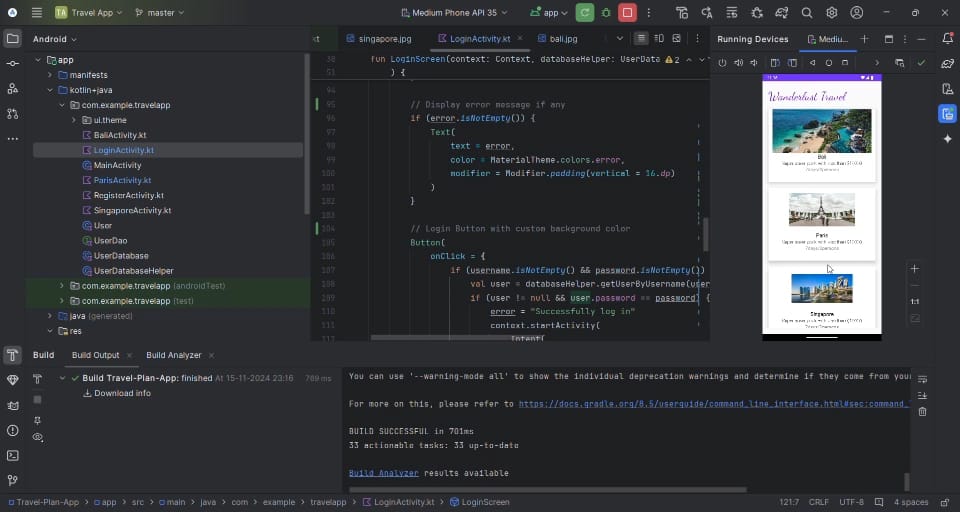 TA Travel App master Medium Phone API 35 app
Android
kt singapore.jpg LoginActivity.kt bali.jpg
Running Devices Mediu...
app
manifests
kotlin+java
com.example.travelapp
ui.theme
BaliActivity.kt
LoginActivity.kt
MainActivity
ParisActivity.kt
RegisterActivity.kt
SingaporeActivity.kt
User
UserDao
UserDatabase
UserDatabaseHelper
com.example.travelapp (androidTest)
com.example.travelapp (test)
java (generated)
res
30 fun LoginScreen(context: Context, databaseHelper: UserData 2
51 ) {
95 // Display error message if any
96 if (error.isNotEmpty()) {
97 Text(
98 text = error,
99 color = MaterialTheme.colors.error,
100 modifier = Modifier.padding(vertical = 16.dp)
101 )
102 }
103
104 // Login Button with custom background color
105 Button(
106 onClick = {
107 if (username.isNotEmpty() && password.isNotEmpty())
108 val user = databaseHelper.getUserByUsername(user
109 if (user != null && user.password == password) {
110 error = "Successfully log in"
111 context.startActivity(
112 Intent(
Wanderlust Travel
Bali
Paris
Singapore
1:1
Build Build Output Build Analyzer
Build Travel-Plan-App: finished At 15-11-2024 23:16 769 ms
Download info
You can use '--warning-mode all' to show the individual deprecation warnings and determine if they come from your
For more on this, please refer to https://docs.gradle.org/8.5/userguide/command_line_interface.html#sec:command_
BUILD SUCCESSFUL in 701ms
33 actionable tasks: 33 up-to-date
Build Analyzer results available
Travel-Plan-App > app > src > main > java > com > example > travelapp > LoginActivity.kt > LoginScreen 121:7 CRLF UTF-8 4 spaces